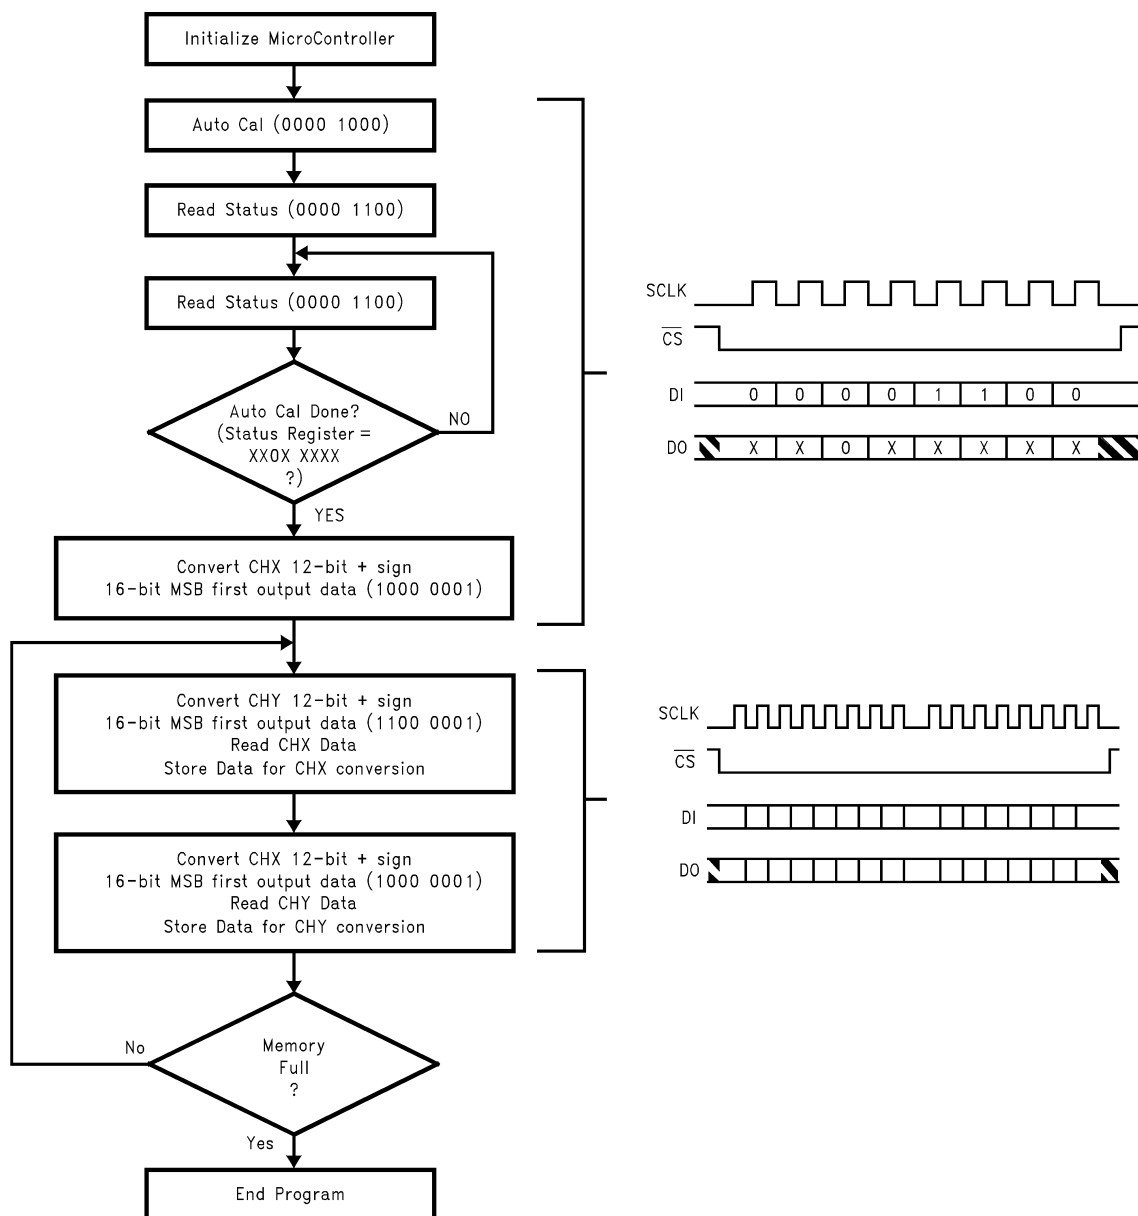 Initialize MicroController
Auto Cal (0000 1000)
Read Status (0000 1100)
Read Status (0000 1100)
Auto Cal Done?
(Status Register =
XX0X XXXX
?)
NO
YES
Convert CHX 12-bit + sign
16-bit MSB first output data (1000 0001)
Convert CHY 12-bit + sign
16-bit MSB first output data (1100 0001)
Read CHX Data
Store Data for CHX conversion
Convert CHX 12-bit + sign
16-bit MSB first output data (1000 0001)
Read CHY Data
Store Data for CHY conversion
No
Memory
Full
?
Yes
End Program
SCLK
CS
DI 0 0 0 0 1 1 0 0
DO X X 0 X X X X X
SCLK
CS
DI
DO